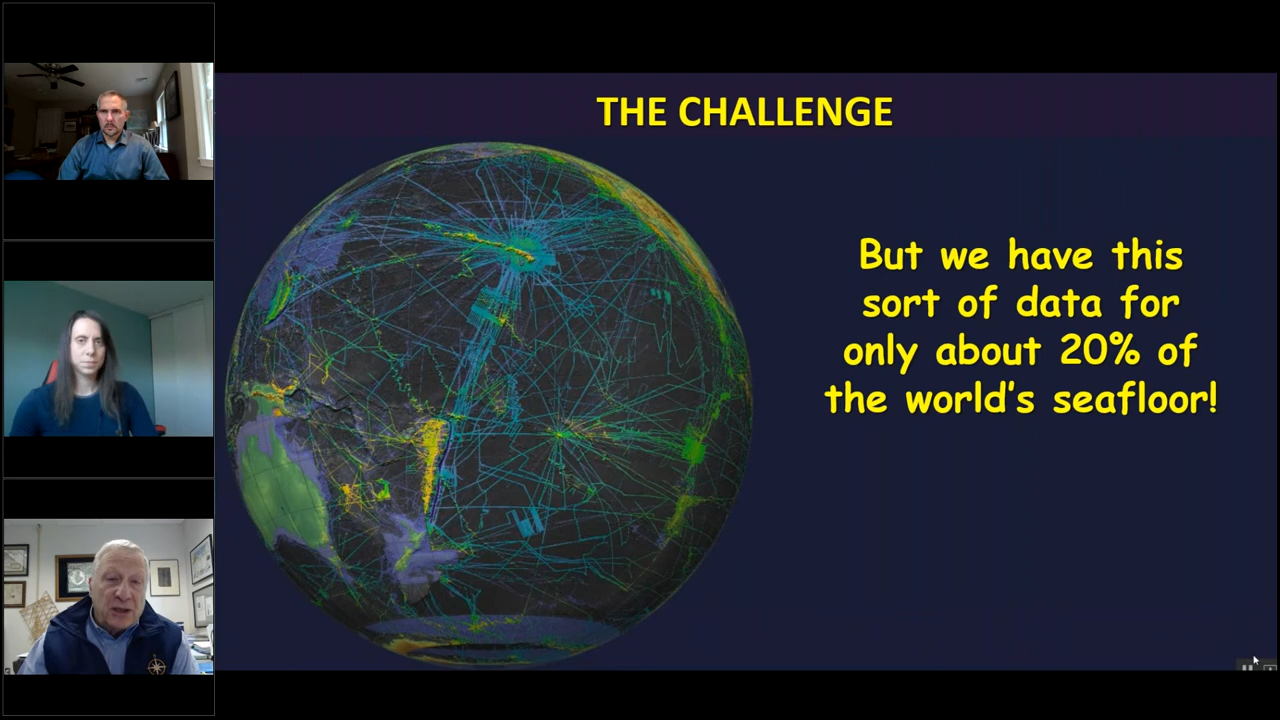 THE CHALLENGE
But we have this
sort of data for
only about 20% of
the world's seafloor!